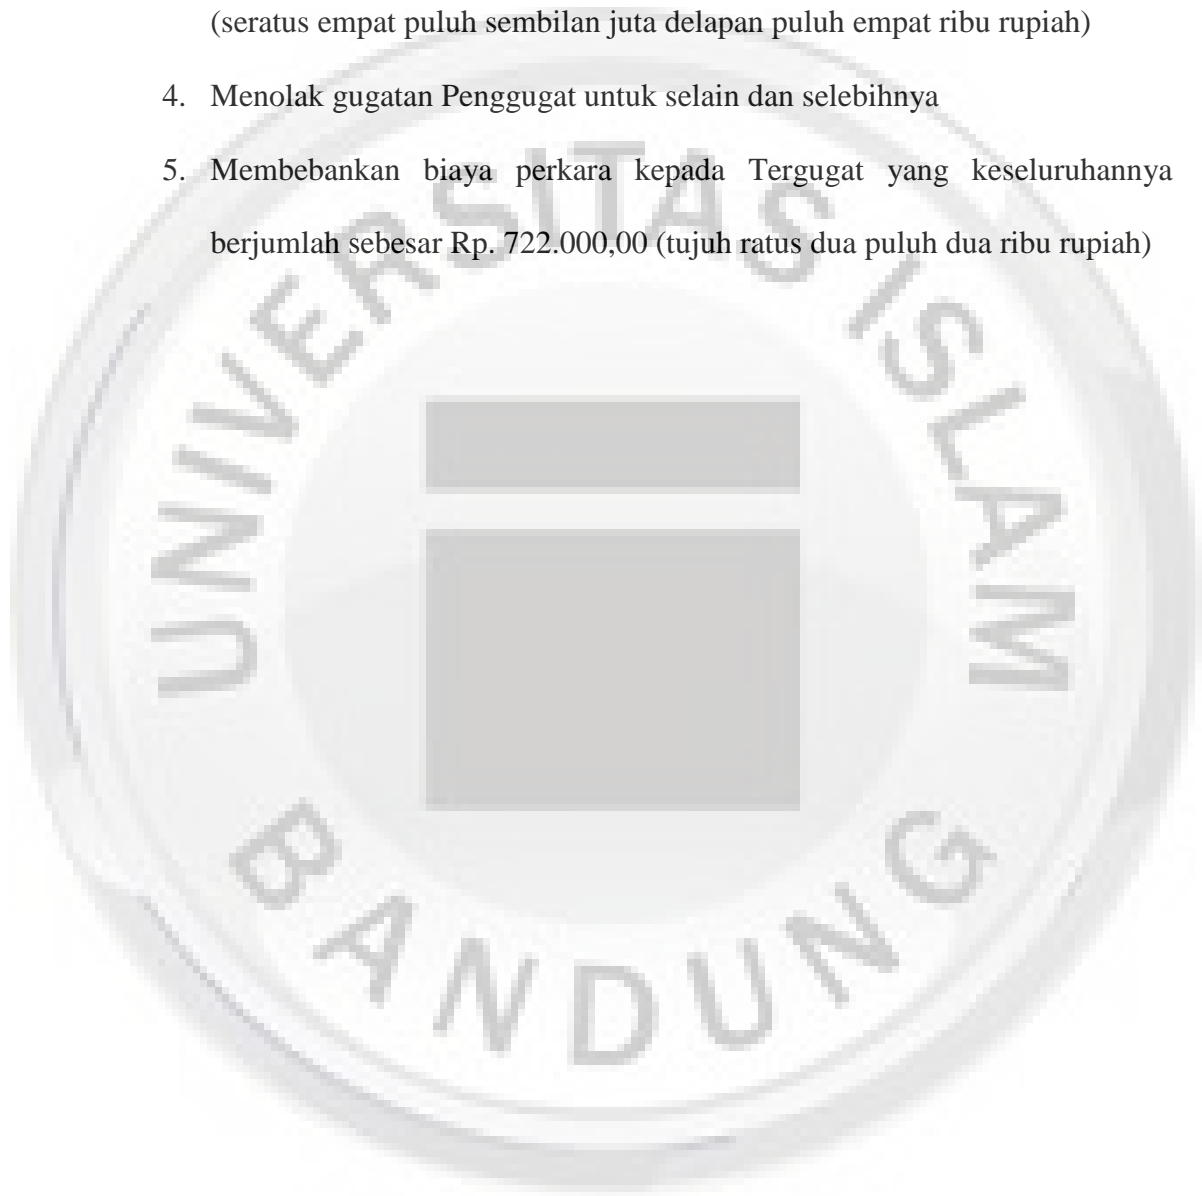 (seratus empat puluh sembilan juta delapan puluh empat ribu rupiah)
4. Menolak gugatan Penggugat untuk selain dan selebihnya
5. Membebankan biaya perkara kepada Tergugat yang keseluruhannya
berjumlah sebesar Rp. 722.000,00 (tujuh ratus dua puluh dua ribu rupiah)
UNIVERSITAS ISLAM
BANDUNG